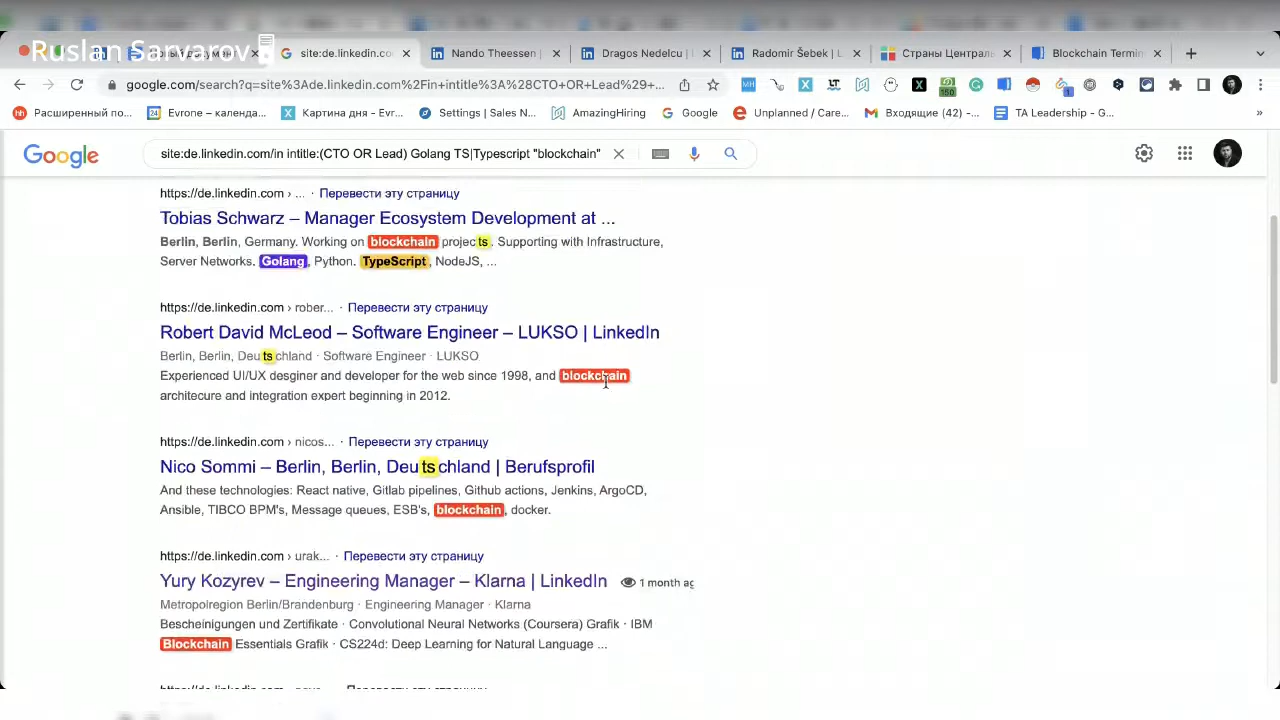 Ruslan Sarvarov
site:de.linkedin.co
Nando Theessen |
Dragos Nedelcu | L
Radomir Šebek | L
Страны Централь
Blockchain Termin
google.com/search?q=site%3Ade.linkedin.com%2Fin+intitle%3A%28CTO+OR+Lead%29+...
Расширенный по...
Evrone – календа...
Картина дня - Evr...
Settings | Sales N...
AmazingHiring
Google
Unplanned / Care...
Входящие (42) -...
TA Leadership - G...
»
Google
site:de.linkedin.com/in intitle:(CTO OR Lead) Golang TS|Typescript "blockchain"
https://de.linkedin.com › ... · Перевести эту страницу
Tobias Schwarz – Manager Ecosystem Development at ...
Berlin, Berlin, Germany. Working on blockchain projects. Supporting with Infrastructure,
Server Networks. Golang, Python. TypeScript, NodeJS, ...
https://de.linkedin.com › rober... · Перевести эту страницу
Robert David McLeod – Software Engineer – LUKSO | LinkedIn
Berlin, Berlin, Deutschland · Software Engineer · LUKSO
Experienced UI/UX desginer and developer for the web since 1998, and blockchain
architecure and integration expert beginning in 2012.
https://de.linkedin.com › nicos... · Перевести эту страницу
Nico Sommi – Berlin, Berlin, Deutschland | Berufsprofil
And these technologies: React native, Gitlab pipelines, Github actions, Jenkins, ArgoCD,
Ansible, TIBCO BPM's, Message queues, ESB's, blockchain, docker.
https://de.linkedin.com › urak... · Перевести эту страницу
Yury Kozyrev – Engineering Manager – Klarna | LinkedIn
1 month ag
Metropolregion Berlin/Brandenburg · Engineering Manager · Klarna
Bescheinigungen und Zertifikate · Convolutional Neural Networks (Coursera) Grafik · IBM
Blockchain Essentials Grafik · CS224d: Deep Learning for Natural Language ...